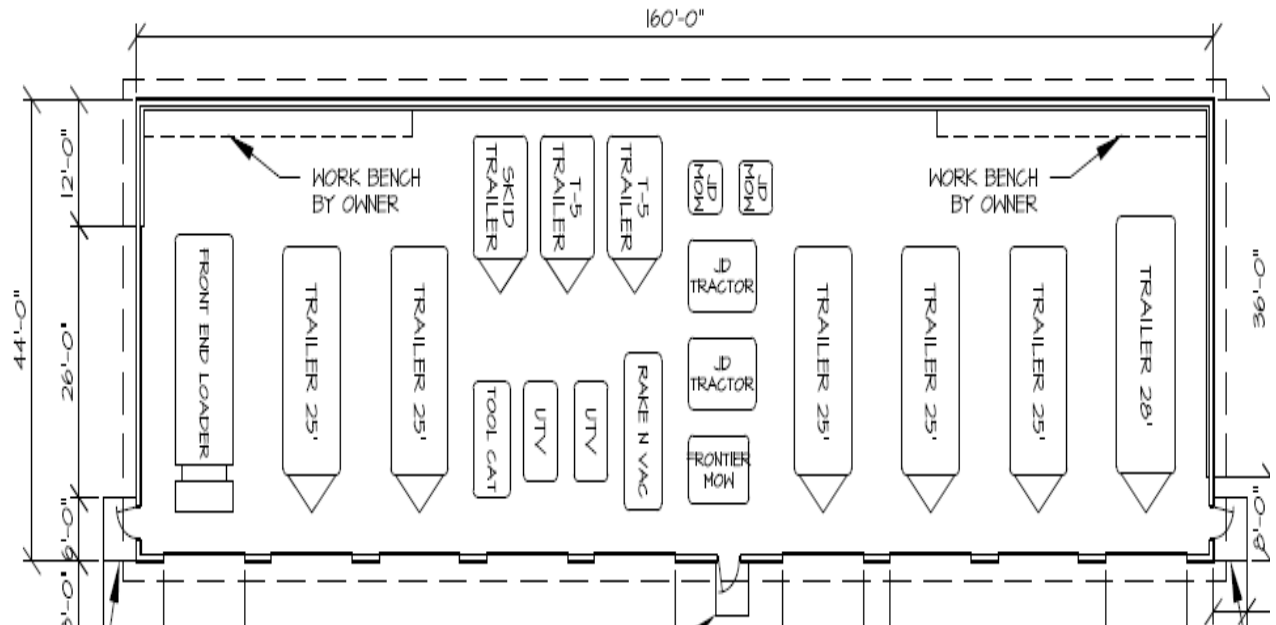 160'-0"
44'-0"
12'-0"
26'-0"
6'-0"
6'-0"
36'-0"
8'-0"
WORK BENCH
BY OWNER
WORK BENCH
BY OWNER
FRONT END LOADER
TRAILER 25'
TRAILER 25'
SKID
TRAILER
T-5
TRAILER
T-5
TRAILER
JD
MOW
JD
MOW
JD
TRACTOR
JD
TRACTOR
FRONTIER
MOW
TOOL CAT
UTV
UTV
RAKE N VAC
TRAILER 25'
TRAILER 25'
TRAILER 25'
TRAILER 28'